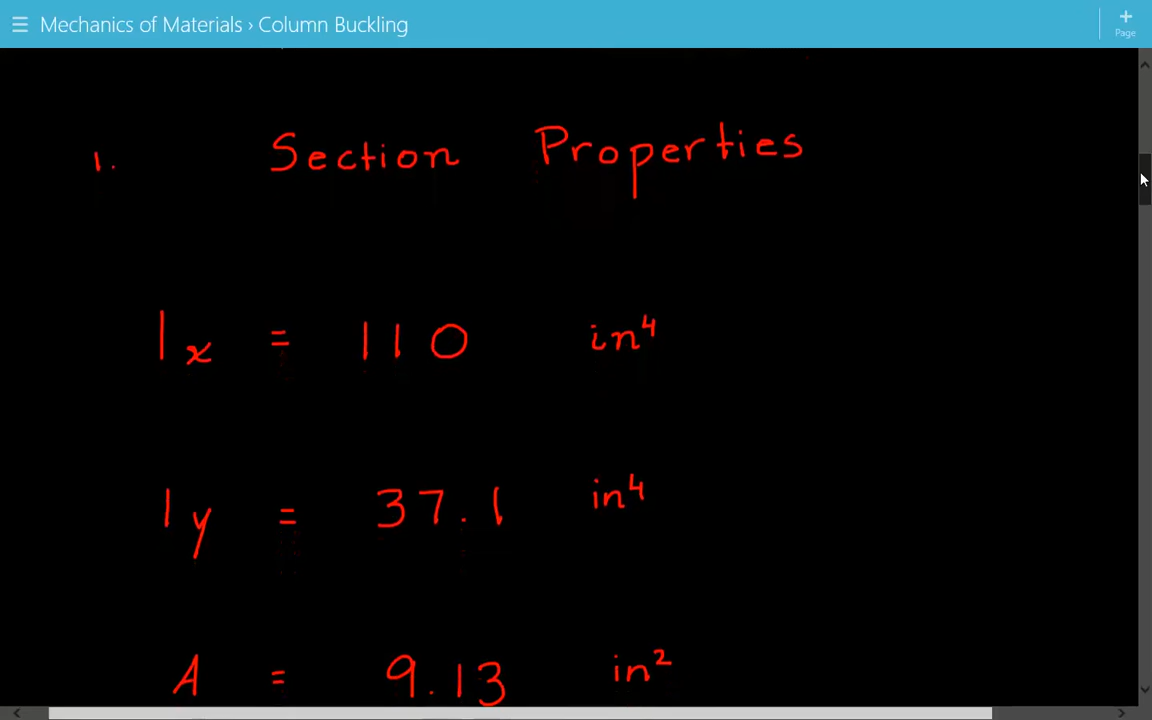 Mechanics of Materials › Column Buckling
Page
1. Section Properties
Ix = 110 in⁴
Iy = 37.1 in⁴
A = 9.13 in²